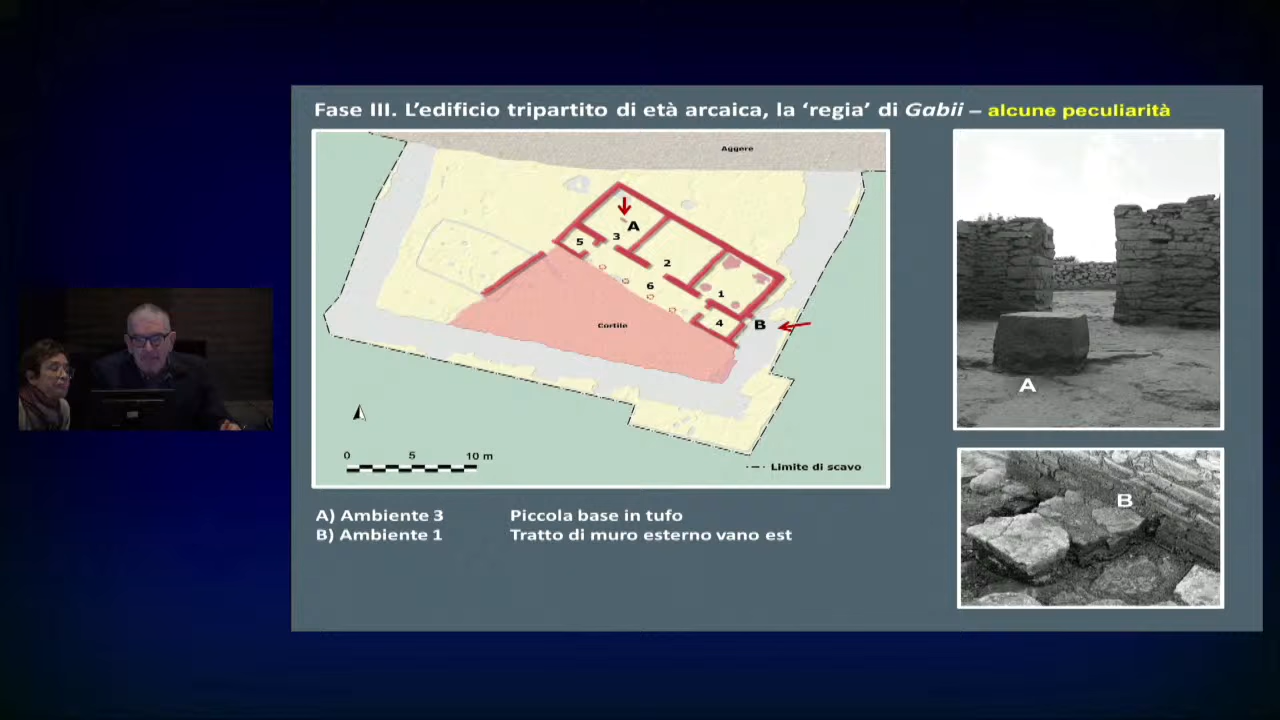 Fase III. L'edificio tripartito di età arcaica, la 'regia' di Gabii – alcune peculiarità
Aggere
A
3
5
2
6
1
4
B
Cortile
0 5 10 m
Limite di scavo
A
B
A) Ambiente 3 Piccola base in tufo
B) Ambiente 1 Tratto di muro esterno vano est